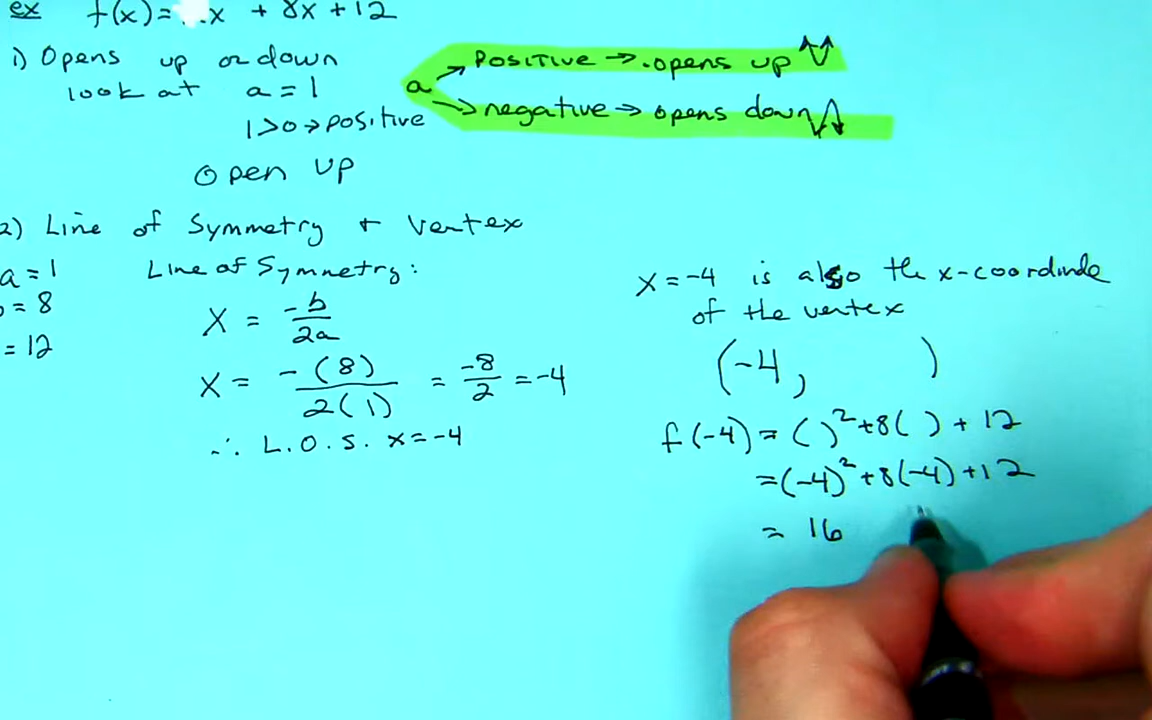 ex f(x) = x + 8x + 12
1) Opens up or down
look at a = 1
1 > 0 → positive
Open up
a → Positive → opens up
→ negative → opens down
2) Line of Symmetry + Vertex
a = 1
b = 8
= 12
Line of Symmetry:
X = -b/2a
X = -(8)/2(1) = -8/2 = -4
∴ L.O.S. x = -4
x = -4 is also the x-coordinde
of the vertex
(-4, )
f(-4) = ( )² + 8( ) + 12
= (-4)² + 8(-4) + 12
= 16